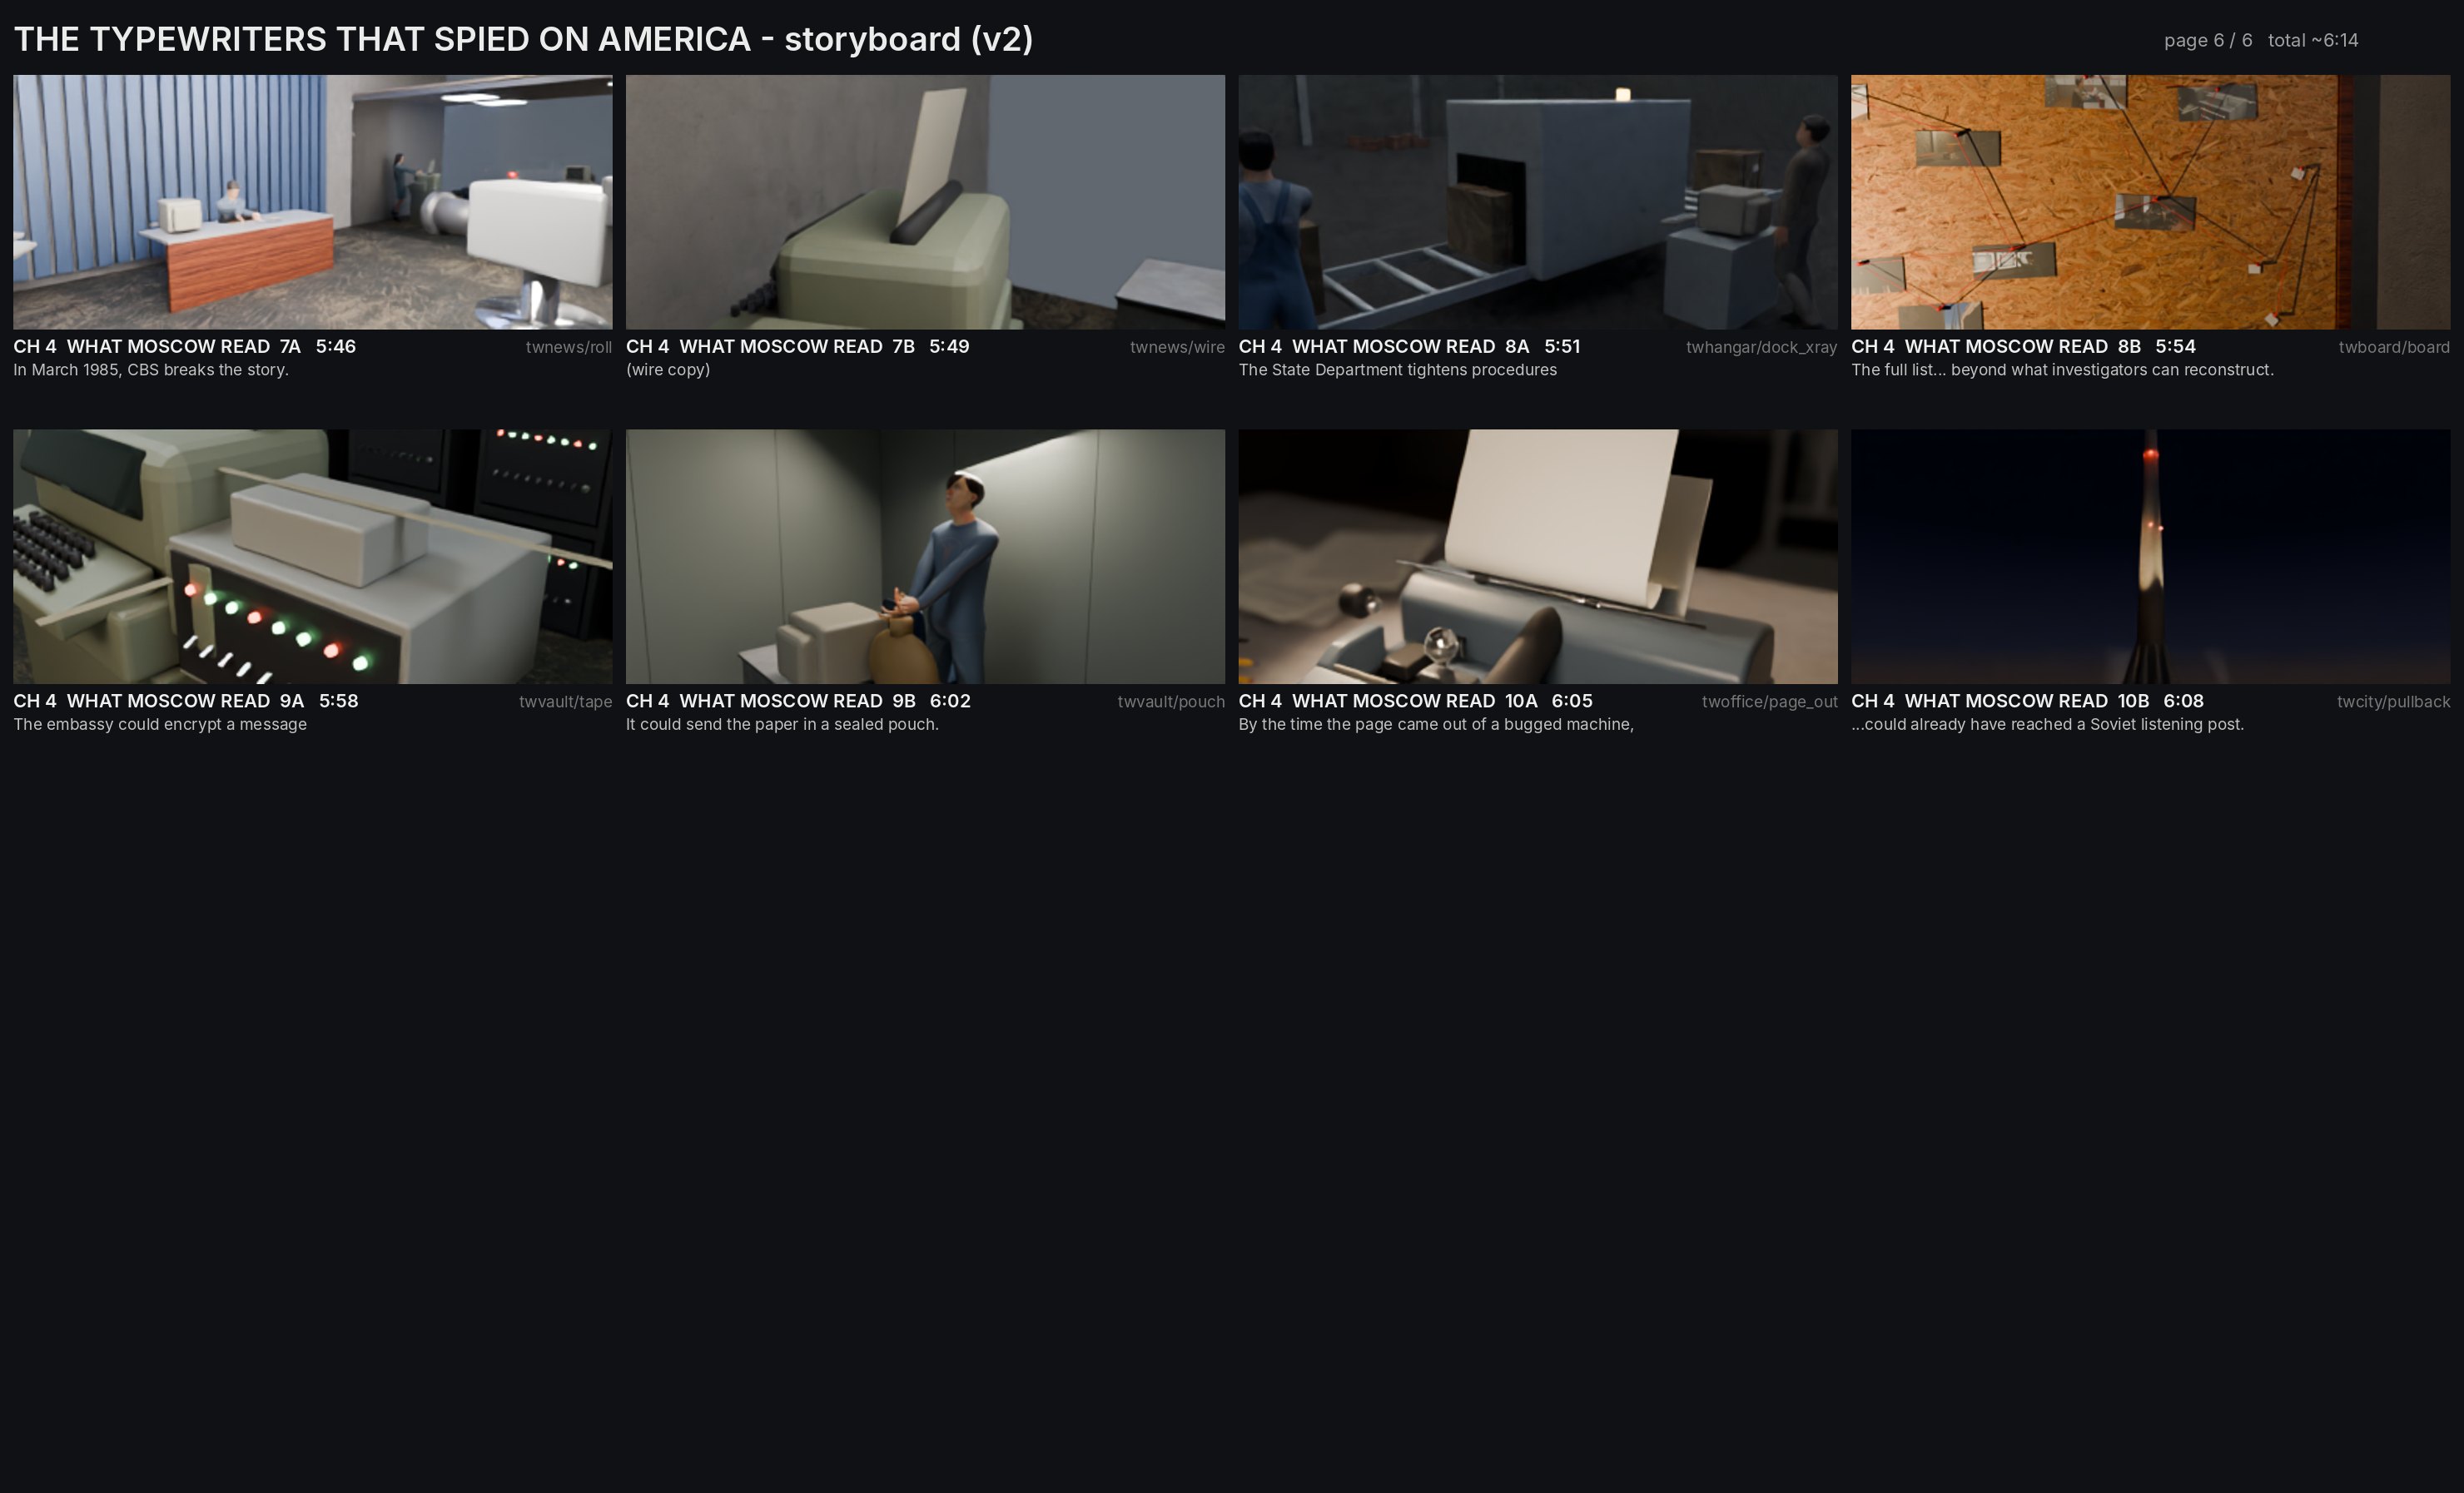 THE TYPEWRITERS THAT SPIED ON AMERICA - storyboard (v2)
page 6 / 6   total ~6:14
CH 4  WHAT MOSCOW READ  7A   5:46
twnews/roll
In March 1985, CBS breaks the story.
CH 4  WHAT MOSCOW READ  7B   5:49
twnews/wire
(wire copy)
CH 4  WHAT MOSCOW READ  8A   5:51
twhangar/dock_xray
The State Department tightens procedures
CH 4  WHAT MOSCOW READ  8B   5:54
twboard/board
The full list... beyond what investigators can reconstruct.
CH 4  WHAT MOSCOW READ  9A   5:58
twvault/tape
The embassy could encrypt a message
CH 4  WHAT MOSCOW READ  9B   6:02
twvault/pouch
It could send the paper in a sealed pouch.
CH 4  WHAT MOSCOW READ  10A   6:05
twoffice/page_out
By the time the page came out of a bugged machine,
CH 4  WHAT MOSCOW READ  10B   6:08
twcity/pullback
...could already have reached a Soviet listening post.